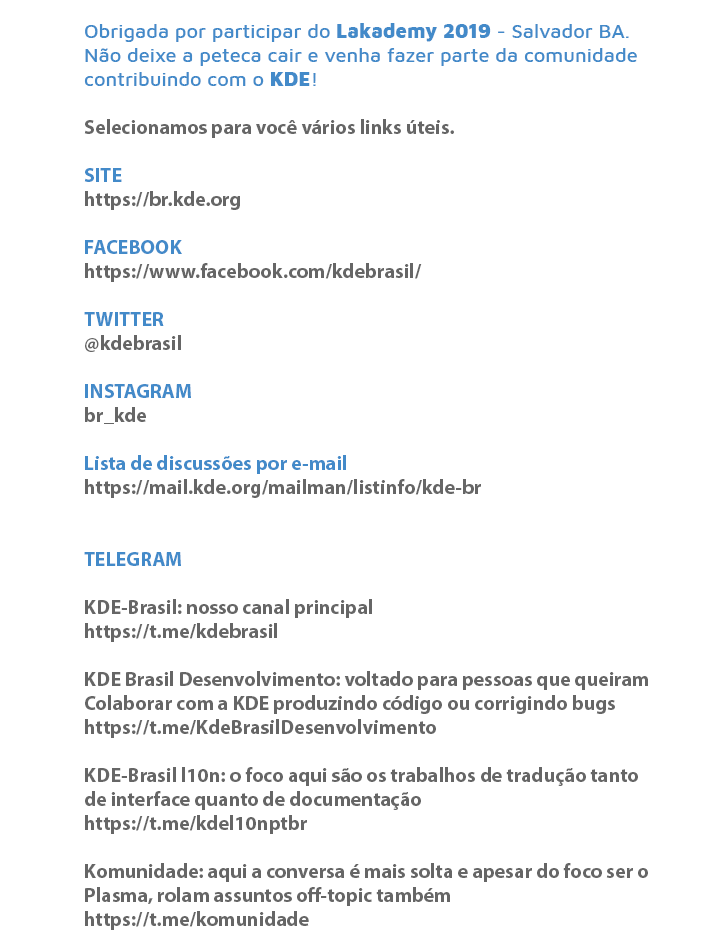 Obrigada por participar do Lakademy 2019 - Salvador BA.
Não deixe a peteca cair e venha fazer parte da comunidade
contribuindo com o KDE!
Selecionamos para você vários links úteis.
SITE
https://br.kde.org
FACEBOOK
https://www.facebook.com/kdebrasil/
TWITTER
@kdebrasil
INSTAGRAM
br_kde
Lista de discussões por e-mail
https://mail.kde.org/mailman/listinfo/kde-br
TELEGRAM
KDE-Brasil: nosso canal principal
https://t.me/kdebrasil
KDE Brasil Desenvolvimento: voltado para pessoas que queiram
Colaborar com a KDE produzindo código ou corrigindo bugs
https://t.me/KdeBrasilDesenvolvimento
KDE-Brasil l10n: o foco aqui são os trabalhos de tradução tanto
de interface quanto de documentação
https://t.me/kdel10nptbr
Komunidade: aqui a conversa é mais solta e apesar do foco ser o
Plasma, rolam assuntos off-topic também
https://t.me/komunidade